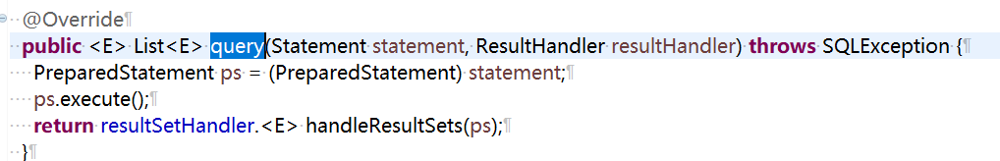 @Override
public <E> List<E> query(Statement statement, ResultHandler resultHandler) throws SQLException {
PreparedStatement ps = (PreparedStatement) statement;
ps.execute();
return resultSetHandler.<E> handleResultSets(ps);
}